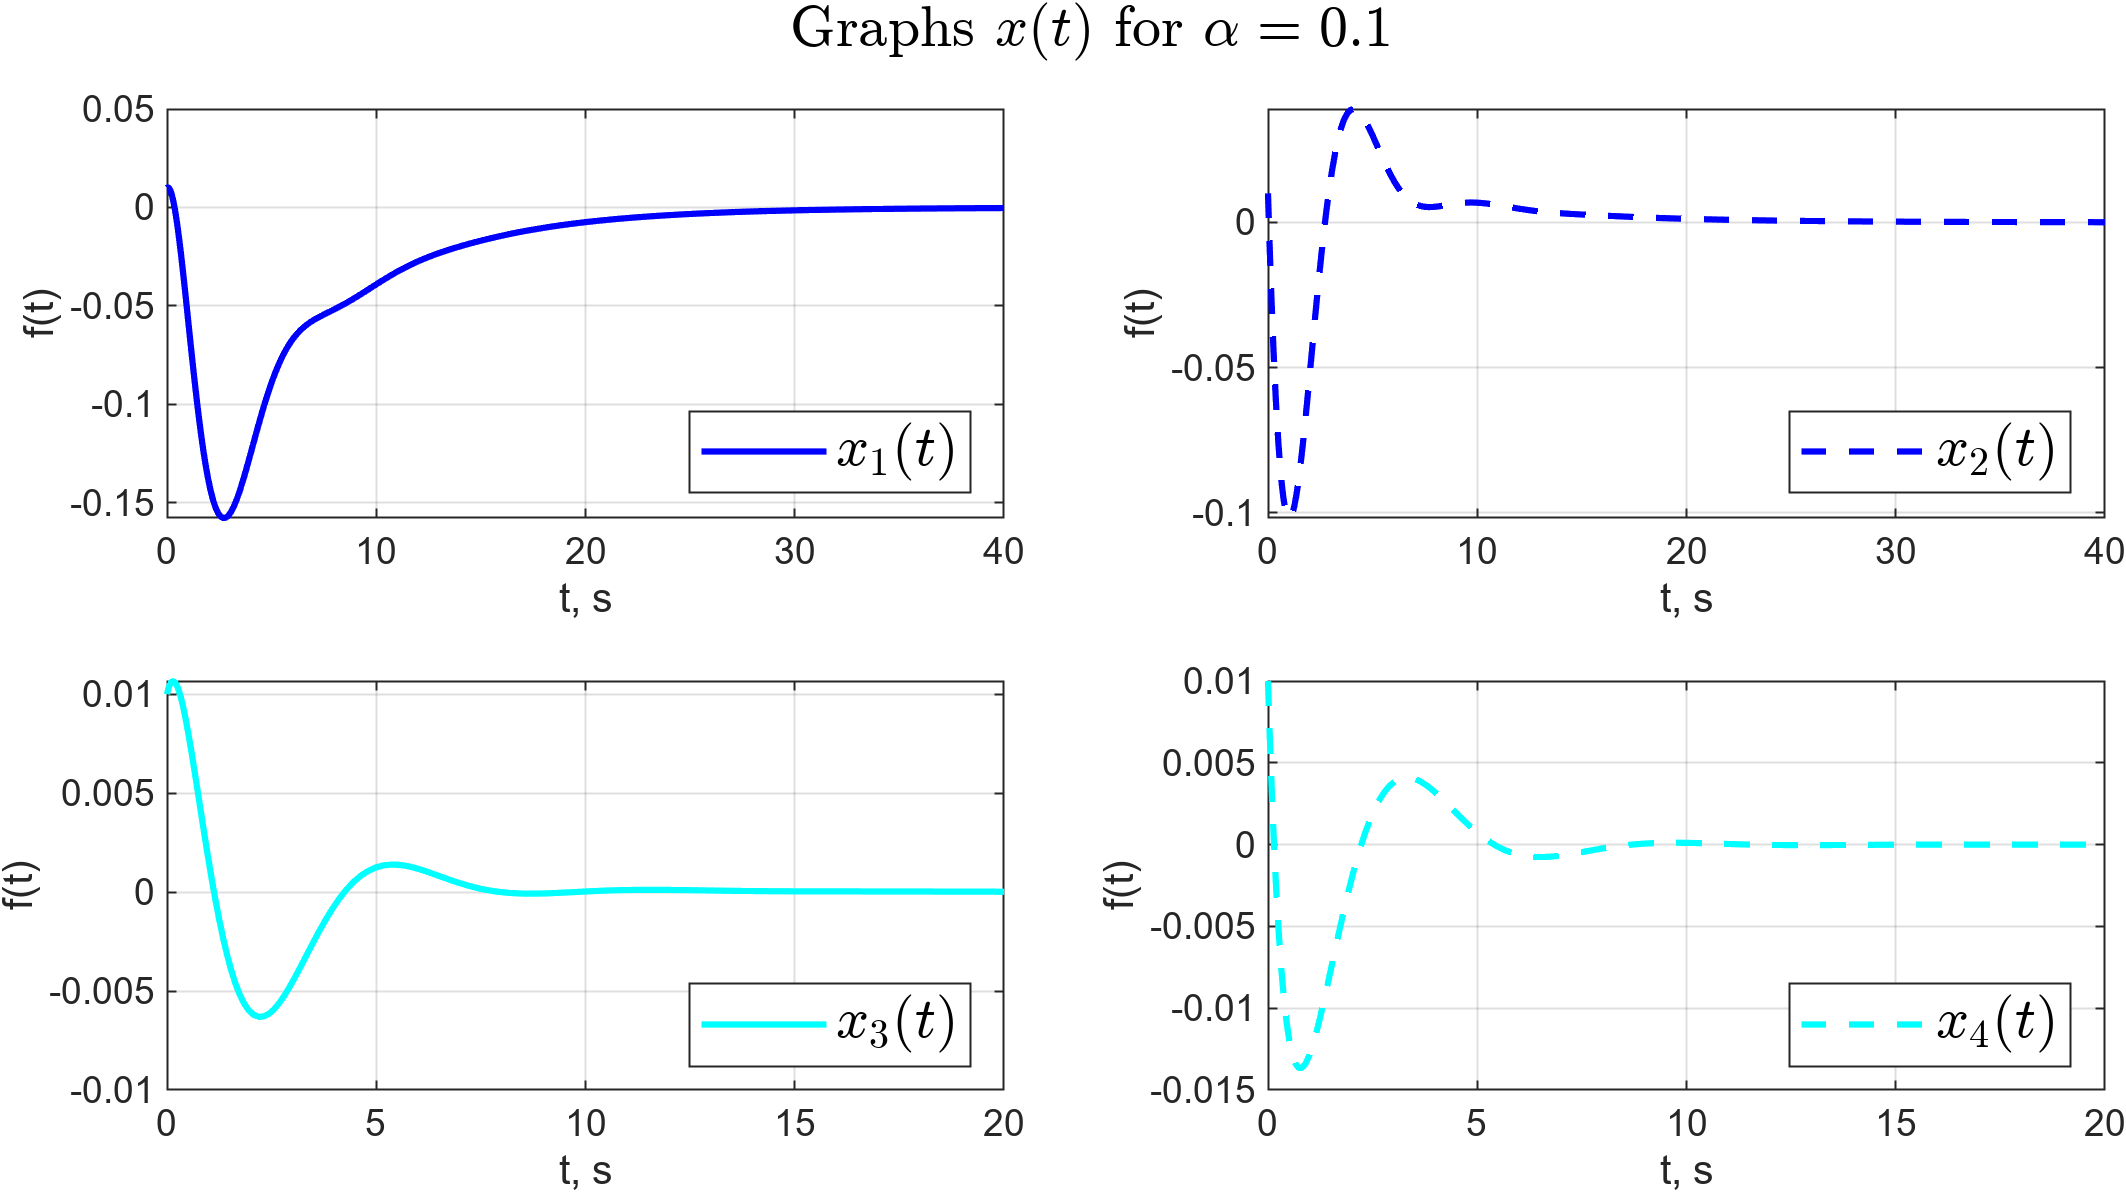 Graphs x(t) for α = 0.1
0.05
0
-0.05
-0.1
-0.15
f(t)
x₁(t)
0 10 20 30 40
t, s
0
-0.05
-0.1
f(t)
x₂(t)
0 10 20 30 40
t, s
0.01
0.005
0
-0.005
-0.01
f(t)
x₃(t)
0 5 10 15 20
t, s
0.01
0.005
0
-0.005
-0.01
-0.015
f(t)
x₄(t)
0 5 10 15 20
t, s